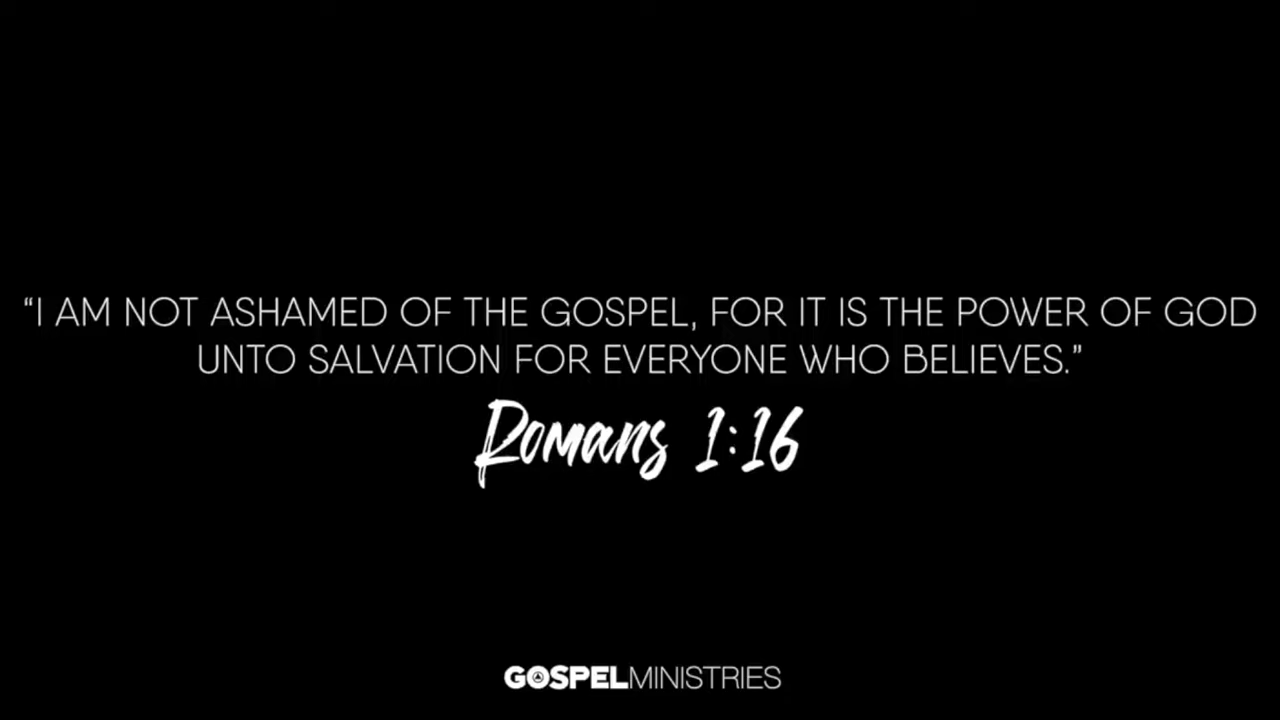 “I AM NOT ASHAMED OF THE GOSPEL, FOR IT IS THE POWER OF GOD
UNTO SALVATION FOR EVERYONE WHO BELIEVES.”
Romans 1:16
GOSPELMINISTRIES